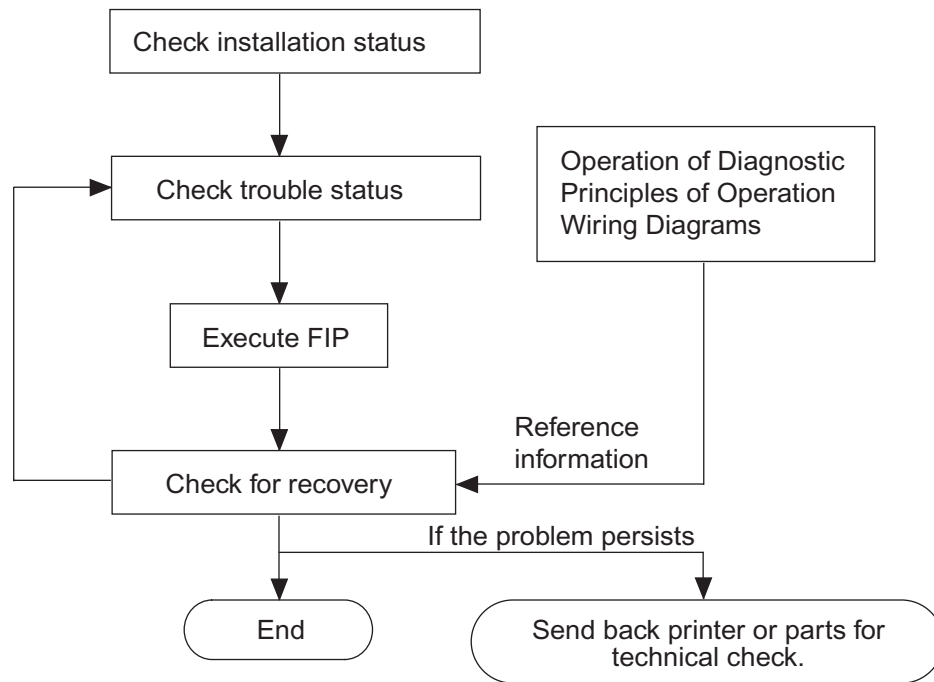 Check installation status
Check trouble status
Operation of Diagnostic
Principles of Operation
Wiring Diagrams
Execute FIP
Reference
information
Check for recovery
If the problem persists
End
Send back printer or parts for
technical check.